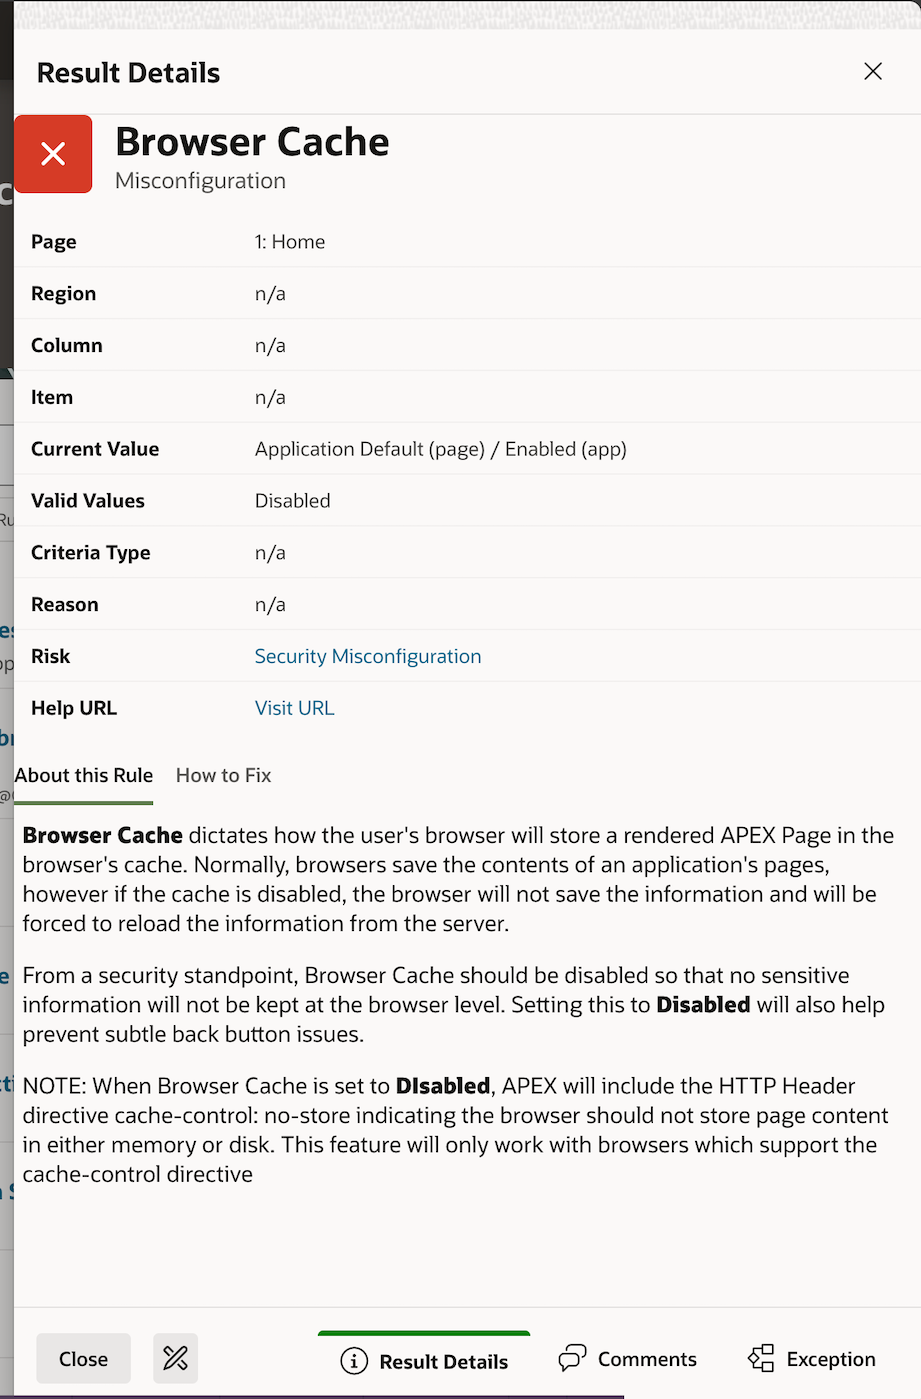 Result Details
Browser Cache
Misconfiguration
Page 1: Home
Region n/a
Column n/a
Item n/a
Current Value Application Default (page) / Enabled (app)
Valid Values Disabled
Criteria Type n/a
Reason n/a
Risk Security Misconfiguration
Help URL Visit URL
About this Rule How to Fix
Browser Cache dictates how the user's browser will store a rendered APEX Page in the
browser's cache. Normally, browsers save the contents of an application's pages,
however if the cache is disabled, the browser will not save the information and will be
forced to reload the information from the server.
From a security standpoint, Browser Cache should be disabled so that no sensitive
information will not be kept at the browser level. Setting this to Disabled will also help
prevent subtle back button issues.
NOTE: When Browser Cache is set to DIsabled, APEX will include the HTTP Header
directive cache-control: no-store indicating the browser should not store page content
in either memory or disk. This feature will only work with browsers which support the
cache-control directive
Close Result Details Comments Exception